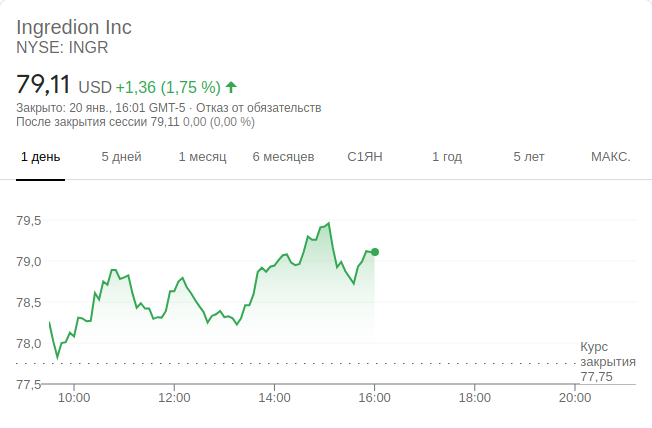 Ingredion Inc
NYSE: INGR
79,11 USD +1,36 (1,75 %)
Закрыто: 20 янв., 16:01 GMT-5 · Отказ от обязательств
После закрытия сессии 79,11 0,00 (0,00 %)
1 день 5 дней 1 месяц 6 месяцев С1ЯН 1 год 5 лет МАКС.
79,5
79,0
78,5
78,0
Курс
закрытия
77,75
77,5
10:00 12:00 14:00 16:00 18:00 20:00